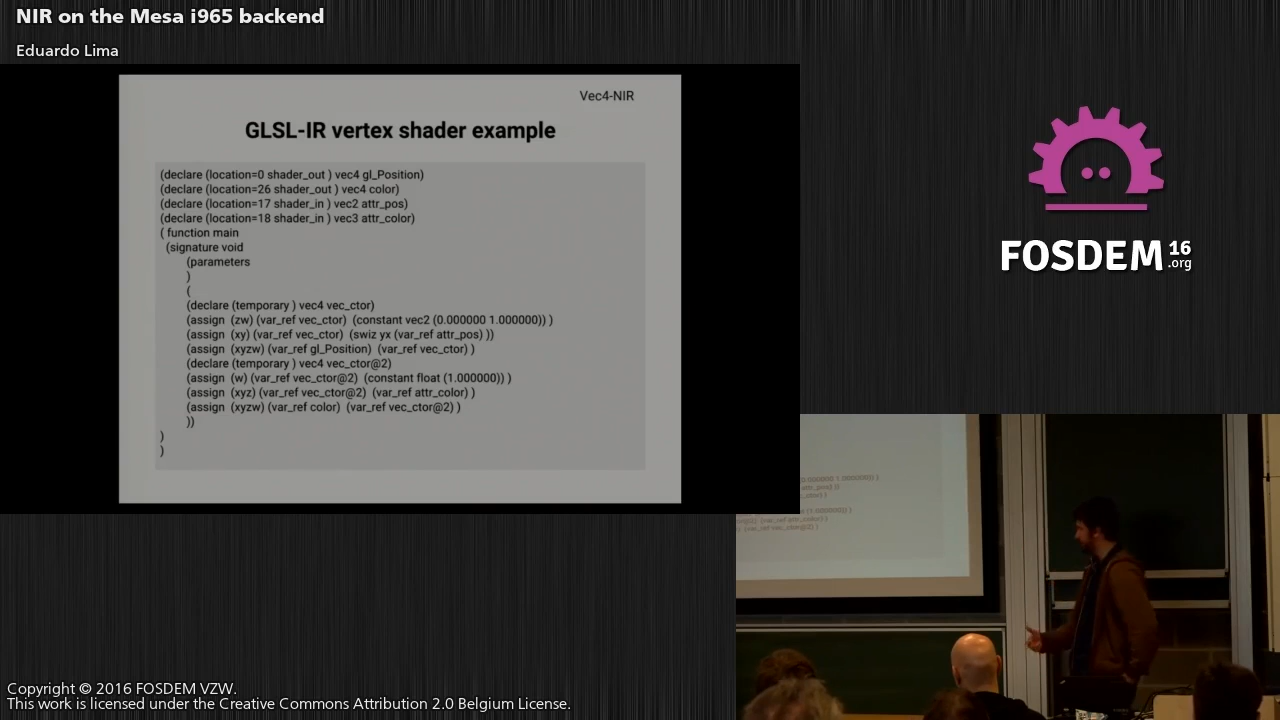 NIR on the Mesa i965 backend
Eduardo Lima
Vec4-NIR
GLSL-IR vertex shader example
(declare (location=0 shader_out ) vec4 gl_Position)
(declare (location=26 shader_out ) vec4 color)
(declare (location=17 shader_in ) vec2 attr_pos)
(declare (location=18 shader_in ) vec3 attr_color)
( function main
(signature void
(parameters
)
(
(declare (temporary ) vec4 vec_ctor)
(assign (zw) (var_ref vec_ctor) (constant vec2 (0.000000 1.000000)) )
(assign (xy) (var_ref vec_ctor) (swiz yx (var_ref attr_pos) ))
(assign (xyzw) (var_ref gl_Position) (var_ref vec_ctor) )
(declare (temporary ) vec4 vec_ctor@2)
(assign (w) (var_ref vec_ctor@2) (constant float (1.000000)) )
(assign (xyz) (var_ref vec_ctor@2) (var_ref attr_color) )
(assign (xyzw) (var_ref color) (var_ref vec_ctor@2) )
))
)
)
FOSDEM 16
.org
Copyright © 2016 FOSDEM VZW.
This work is licensed under the Creative Commons Attribution 2.0 Belgium License.